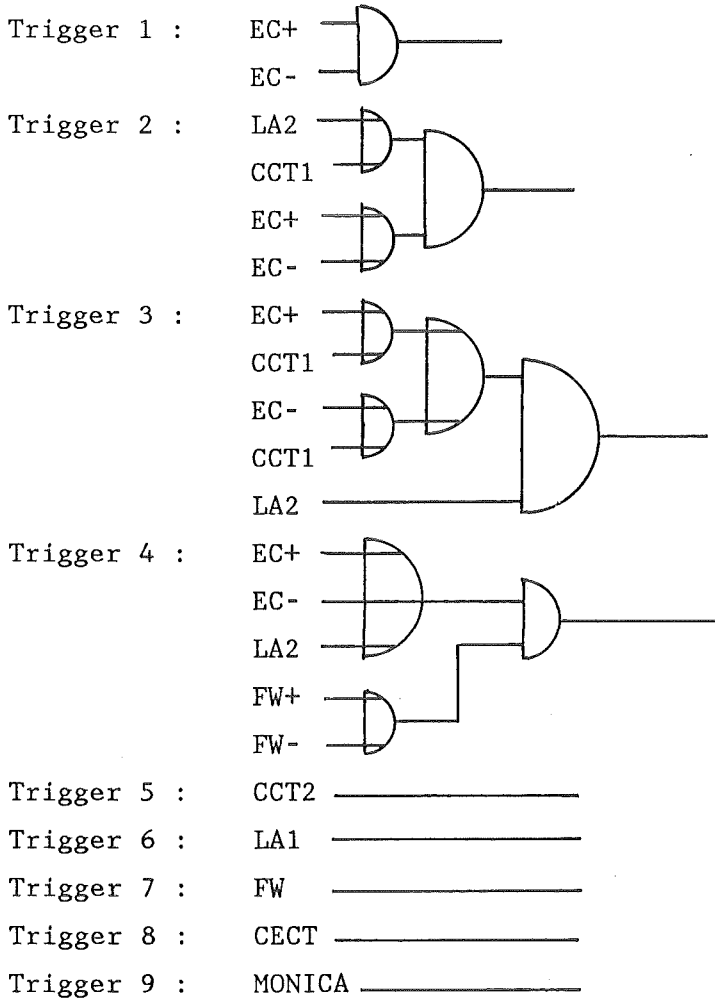 Trigger 1 : EC+
EC-
Trigger 2 : LA2
CCT1
EC+
EC-
Trigger 3 : EC+
CCT1
EC-
CCT1
LA2
Trigger 4 : EC+
EC-
LA2
FW+
FW-
Trigger 5 : CCT2
Trigger 6 : LA1
Trigger 7 : FW
Trigger 8 : CECT
Trigger 9 : MONICA